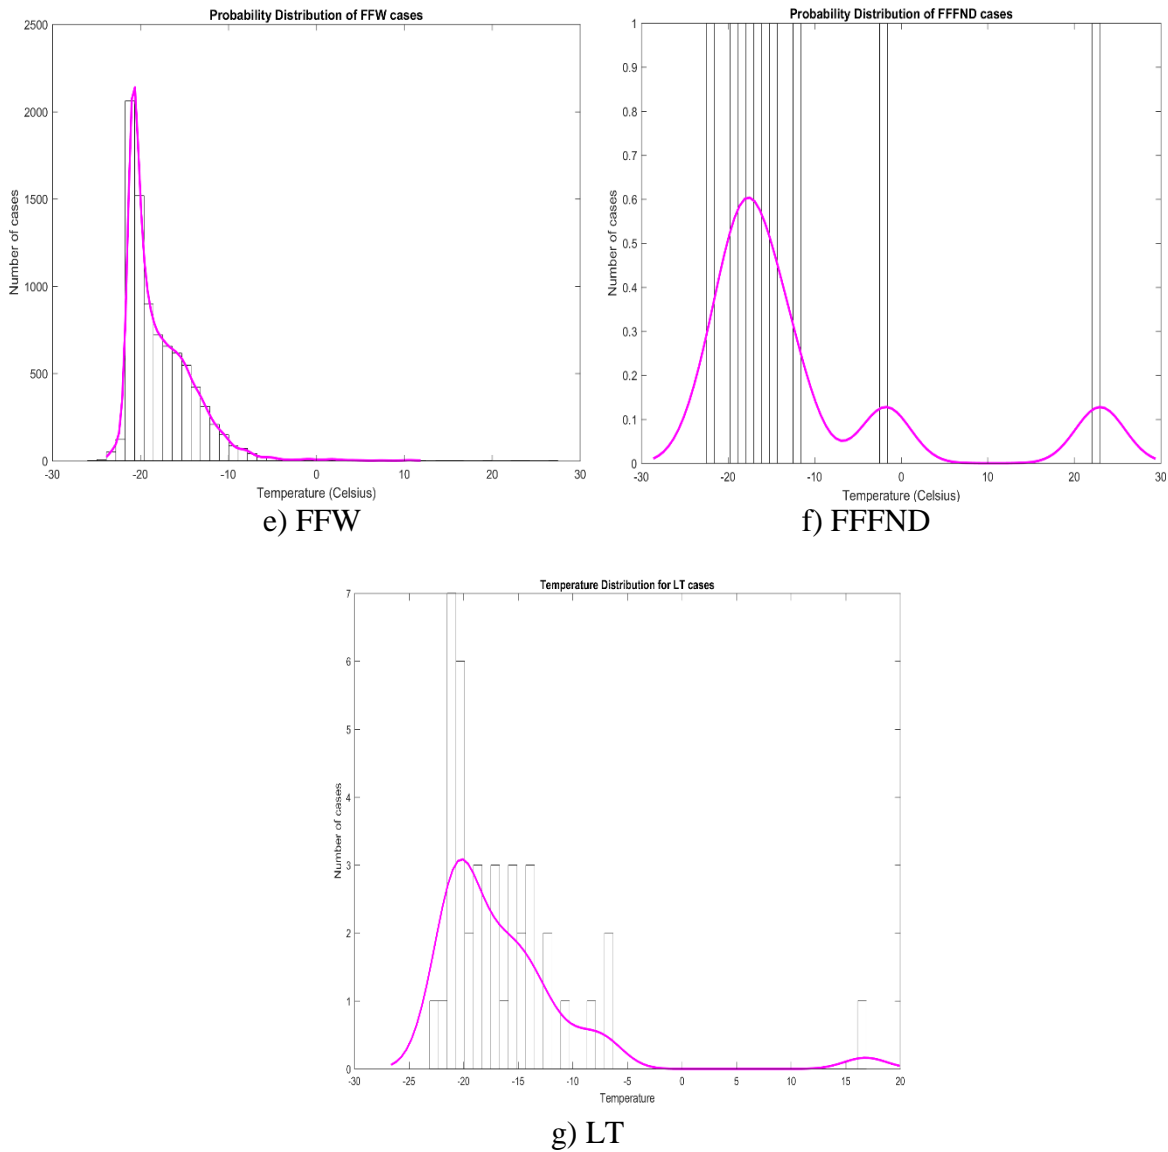 Probability Distribution of FFW cases
2500
2000
1500
1000
500
0
Number of cases
-30 -20 -10 0 10 20 30
Temperature (Celsius)
e) FFW
Probability Distribution of FFFND cases
1
0.9
0.8
0.7
0.6
0.5
0.4
0.3
0.2
0.1
0
Number of cases
-30 -20 -10 0 10 20 30
Temperature (Celsius)
f) FFFND
Temperature Distribution for LT cases
7
6
5
4
3
2
1
0
Number of cases
-30 -25 -20 -15 -10 -5 0 5 10 15 20
Temperature
g) LT